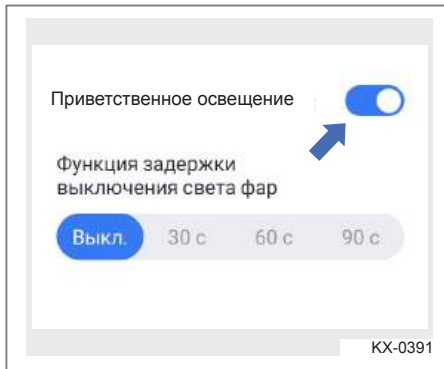 Приветственное освещение
Функция задержки
выключения света фар
Выкл. 30 с 60 с 90 с
KX-0391